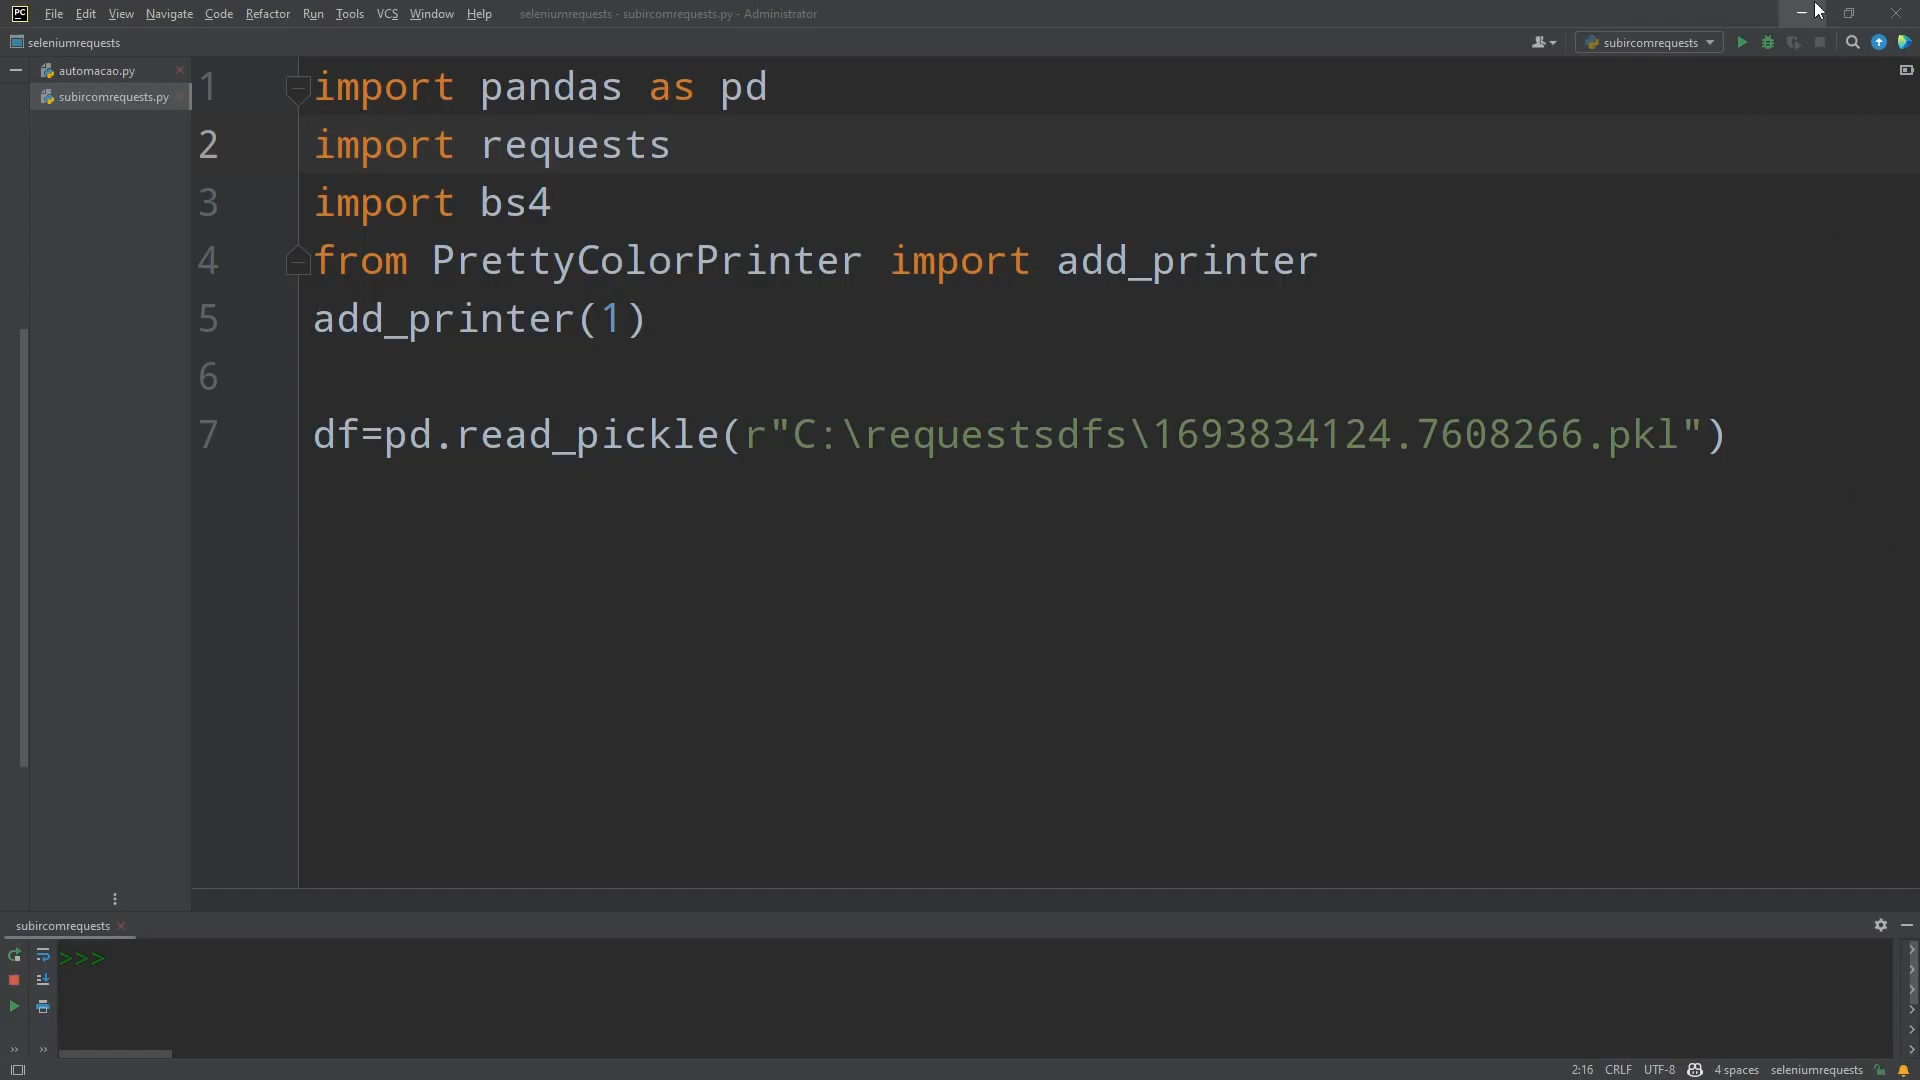 PC File Edit View Navigate Code Refactor Run Tools VCS Window Help seleniumrequests - subircomrequests.py - Administrator
seleniumrequests subircomrequests
automacao.py
subircomrequests.py
1 import pandas as pd
2 import requests
3 import bs4
4 from PrettyColorPrinter import add_printer
5 add_printer(1)
6
7 df=pd.read_pickle(r"C:\requestsdfs\1693834124.7608266.pkl")
subircomrequests
>>>
2:16 CRLF UTF-8 4 spaces seleniumrequests